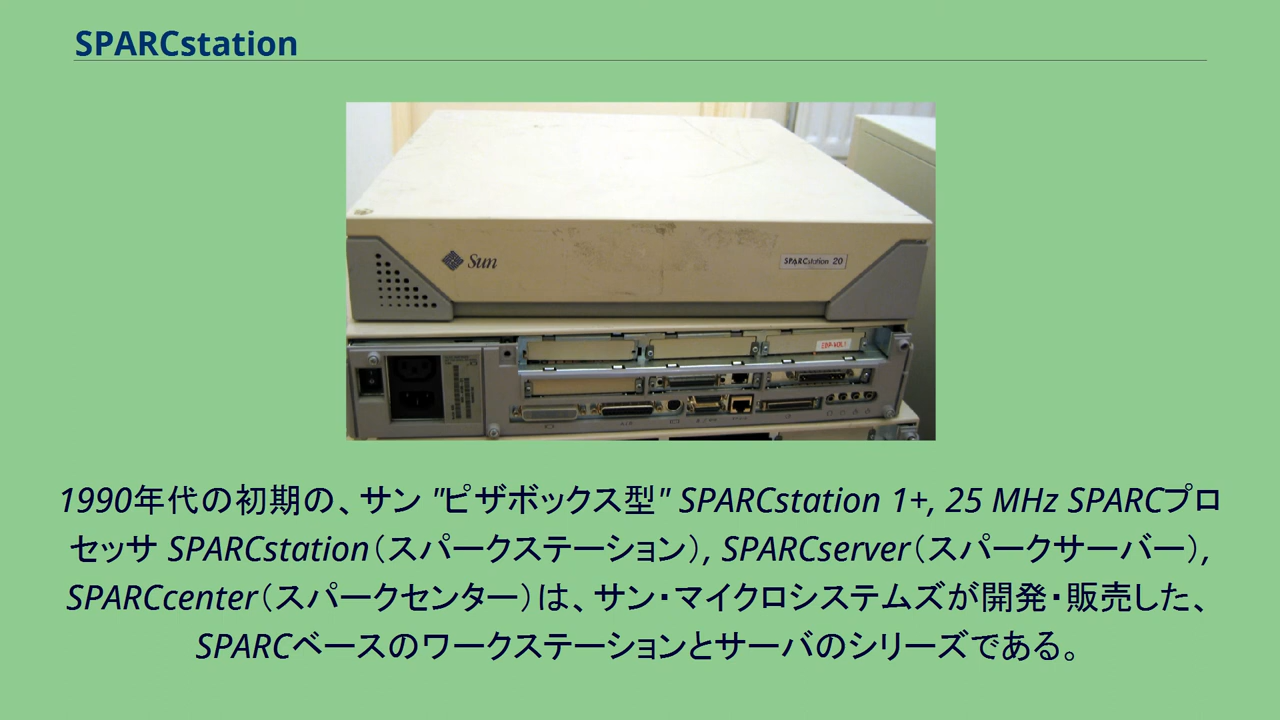 SPARCstation
Sun
SPARCstation 20
1990年代の初期の、サン "ピザボックス型" SPARCstation 1+, 25 MHz SPARCプロ
セッサ SPARCstation（スパークステーション）, SPARCserver（スパークサーバー）,
SPARCcenter（スパークセンター）は、サン・マイクロシステムズが開発・販売した、
SPARCベースのワークステーションとサーバのシリーズである。